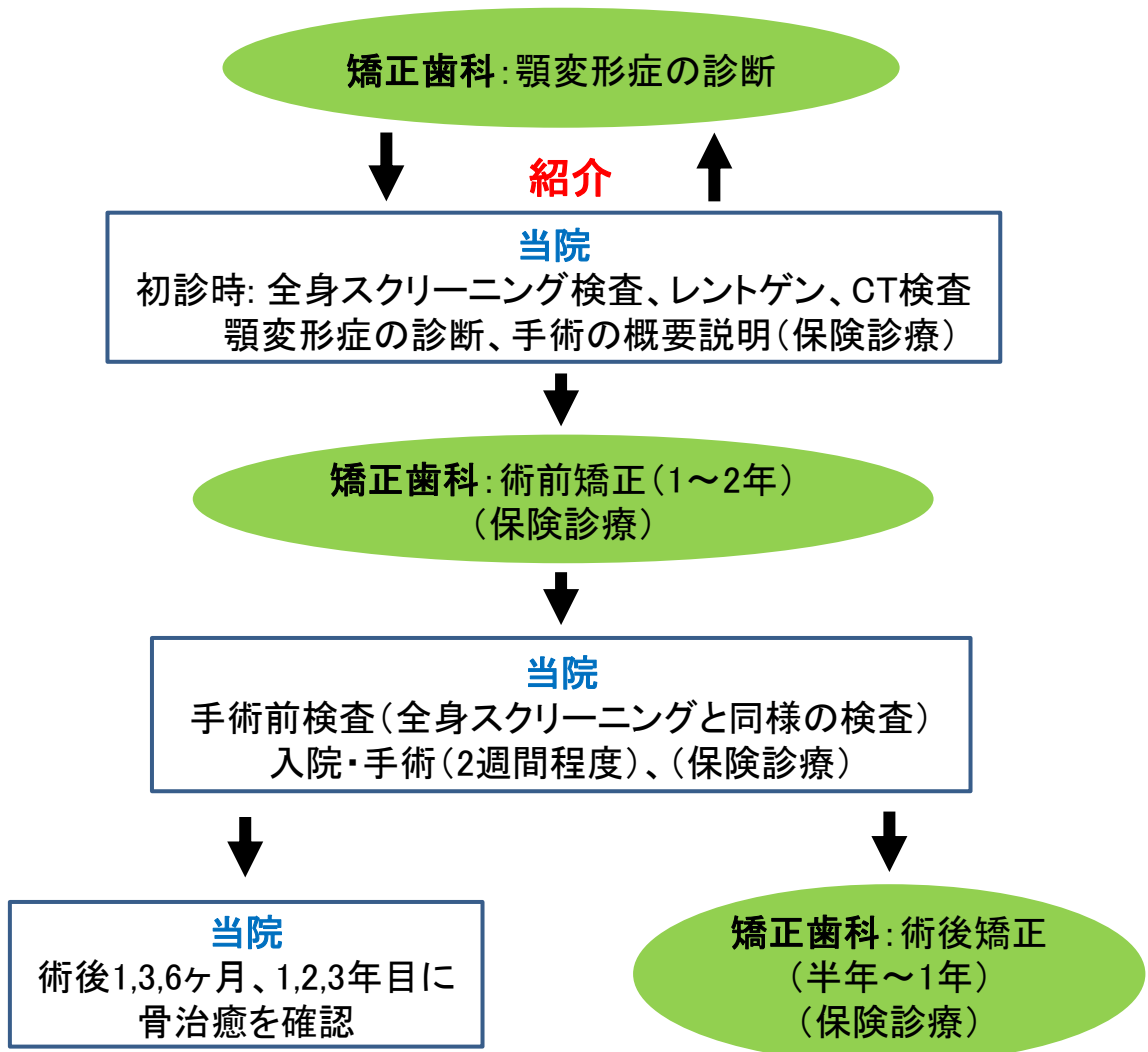 矯正歯科：顎変形症の診断
紹介
当院
初診時: 全身スクリーニング検査、レントゲン、CT検査
顎変形症の診断、手術の概要説明（保険診療）
矯正歯科：術前矯正（1～2年）
（保険診療）
当院
手術前検査（全身スクリーニングと同様の検査）
入院・手術（2週間程度）、（保険診療）
当院
術後1,3,6ヶ月、1,2,3年目に
骨治癒を確認
矯正歯科：術後矯正
（半年～1年）
（保険診療）